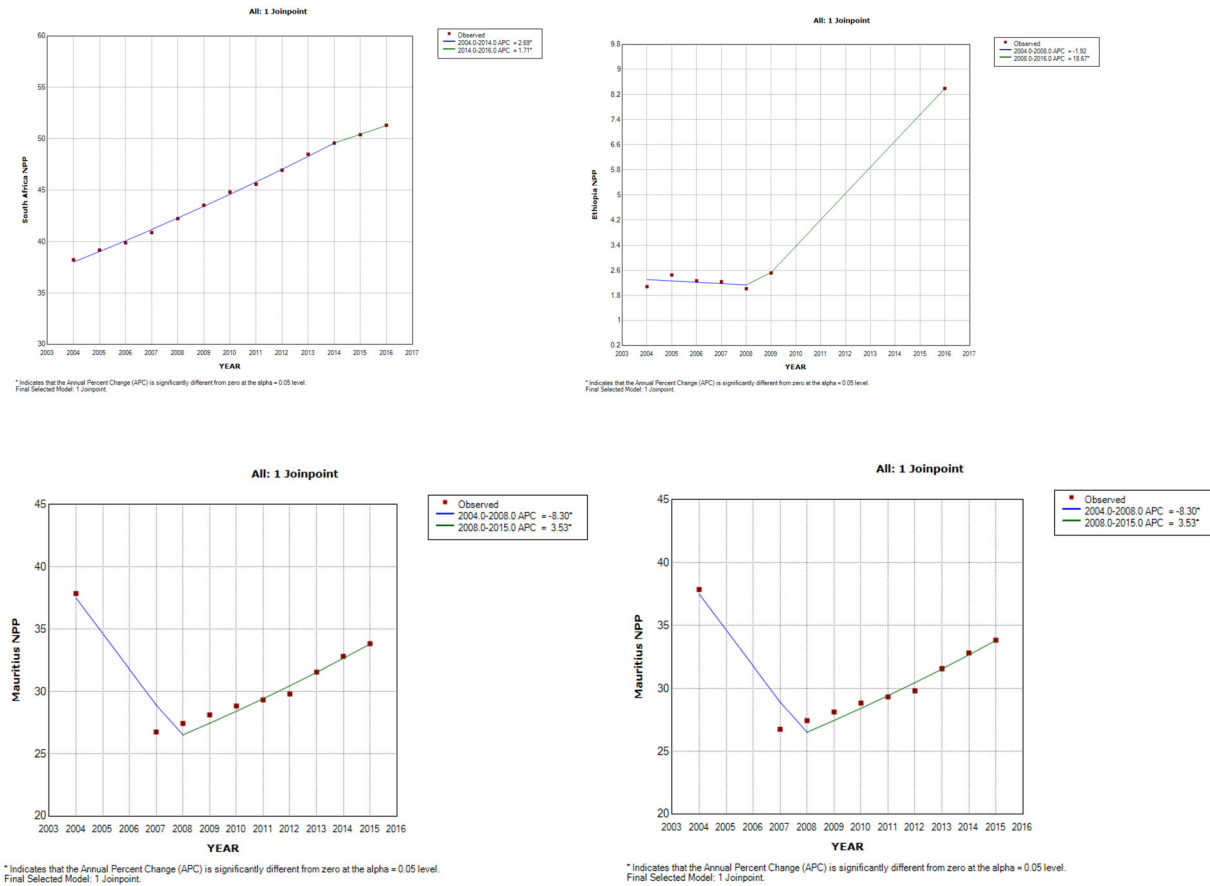 All: 1 Joinpoint
Observed
2004.0-2014.0 APC = 2.69*
2014.0-2016.0 APC = 1.71*
South Africa NPP
60
55
50
45
40
35
30
2003 2004 2005 2006 2007 2008 2009 2010 2011 2012 2013 2014 2015 2016 2017
YEAR
* Indicates that the Annual Percent Change (APC) is significantly different from zero at the alpha = 0.05 level.
Final Selected Model: 1 Joinpoint.
All: 1 Joinpoint
Observed
2004.0-2008.0 APC = -1.92
2008.0-2016.0 APC = 18.67*
Ethiopia NPP
9.8
9
8.2
7.4
6.6
5.8
5
4.2
3.4
2.6
1.8
1
0.2
2003 2004 2005 2006 2007 2008 2009 2010 2011 2012 2013 2014 2015 2016 2017
YEAR
* Indicates that the Annual Percent Change (APC) is significantly different from zero at the alpha = 0.05 level.
Final Selected Model: 1 Joinpoint.
All: 1 Joinpoint
Observed
2004.0-2008.0 APC = -8.30*
2008.0-2015.0 APC = 3.53*
Mauritius NPP
45
40
35
30
25
20
2003 2004 2005 2006 2007 2008 2009 2010 2011 2012 2013 2014 2015 2016
YEAR
* Indicates that the Annual Percent Change (APC) is significantly different from zero at the alpha = 0.05 level.
Final Selected Model: 1 Joinpoint.
All: 1 Joinpoint
Observed
2004.0-2008.0 APC = -8.30*
2008.0-2015.0 APC = 3.53*
Mauritius NPP
45
40
35
30
25
20
2003 2004 2005 2006 2007 2008 2009 2010 2011 2012 2013 2014 2015 2016
YEAR
* Indicates that the Annual Percent Change (APC) is significantly different from zero at the alpha = 0.05 level.
Final Selected Model: 1 Joinpoint.